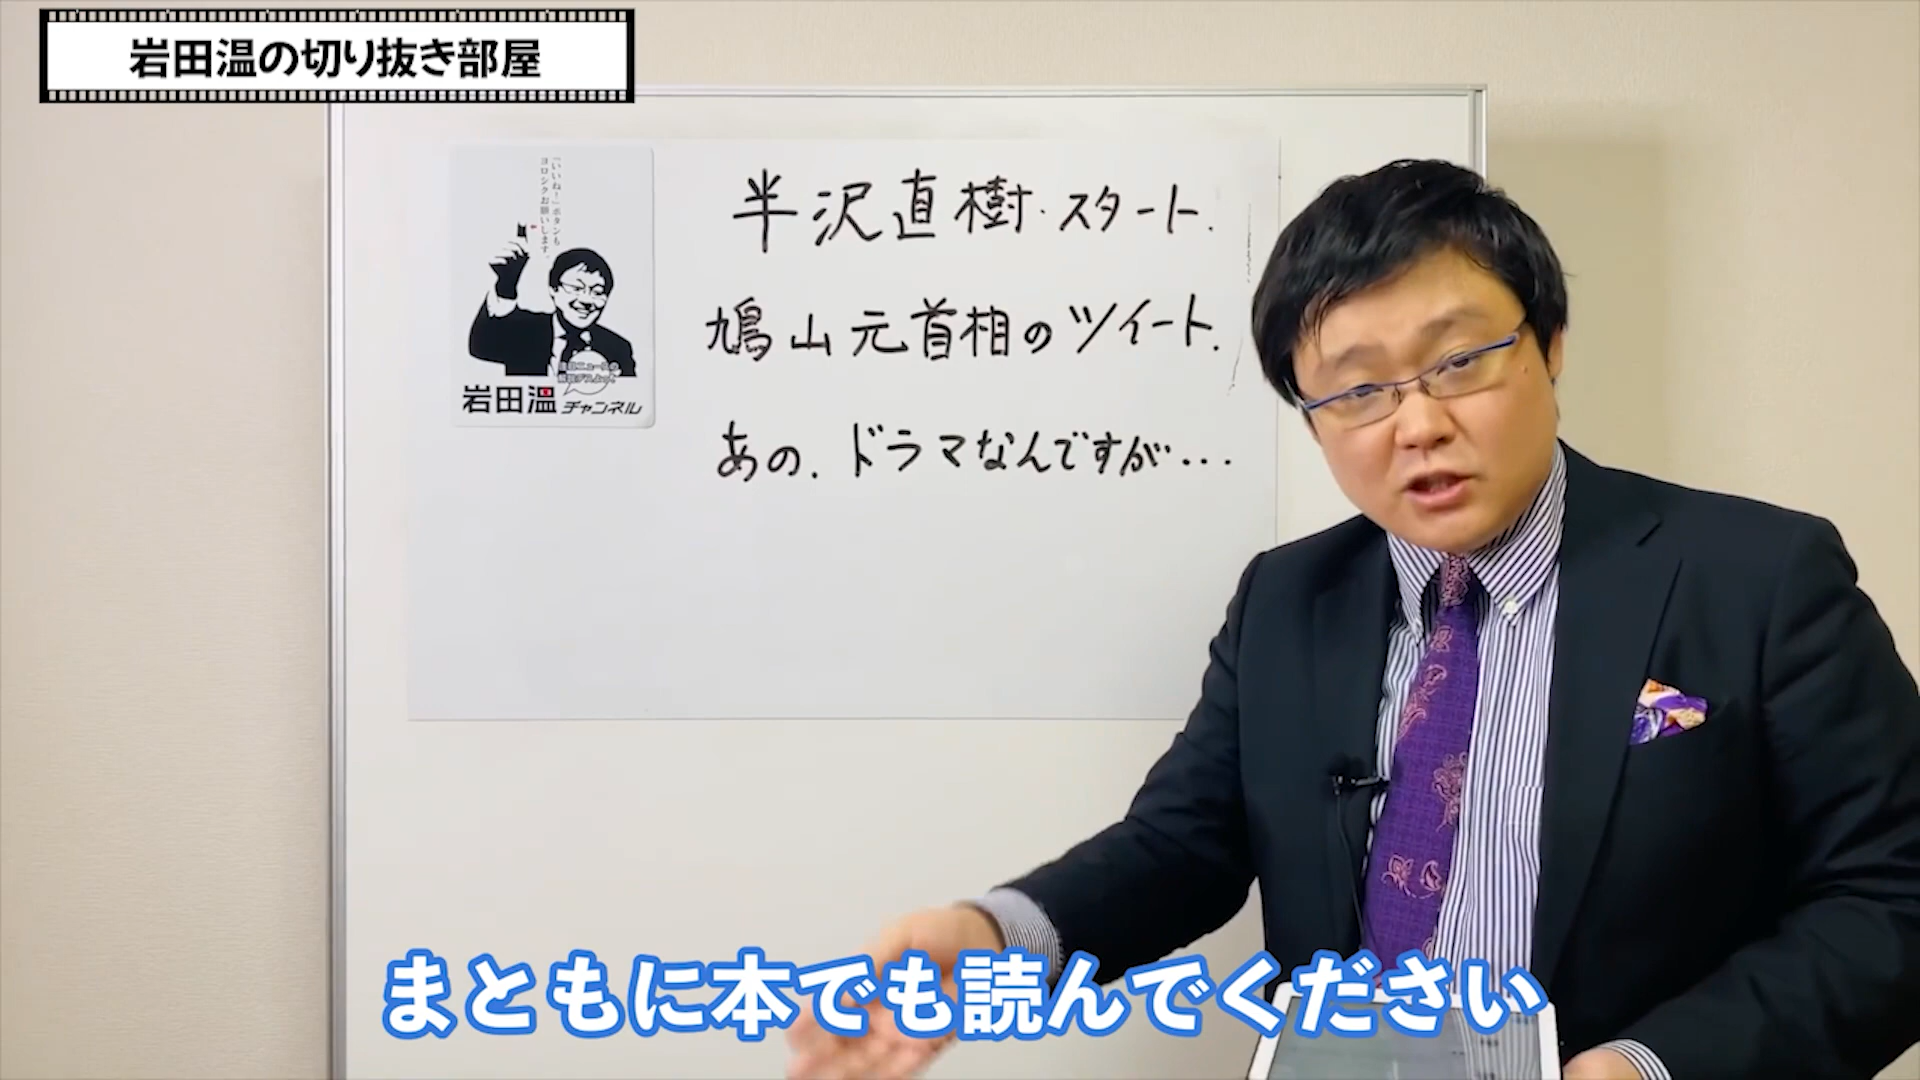 岩田温の切り抜き部屋
「いいね！」ボタンも
ヨロシクお願いします。
岩田温チャンネル
半沢直樹.スタート.
鳩山元首相のツイート.
あの.ドラマなんですが…
まともに本でも読んでください